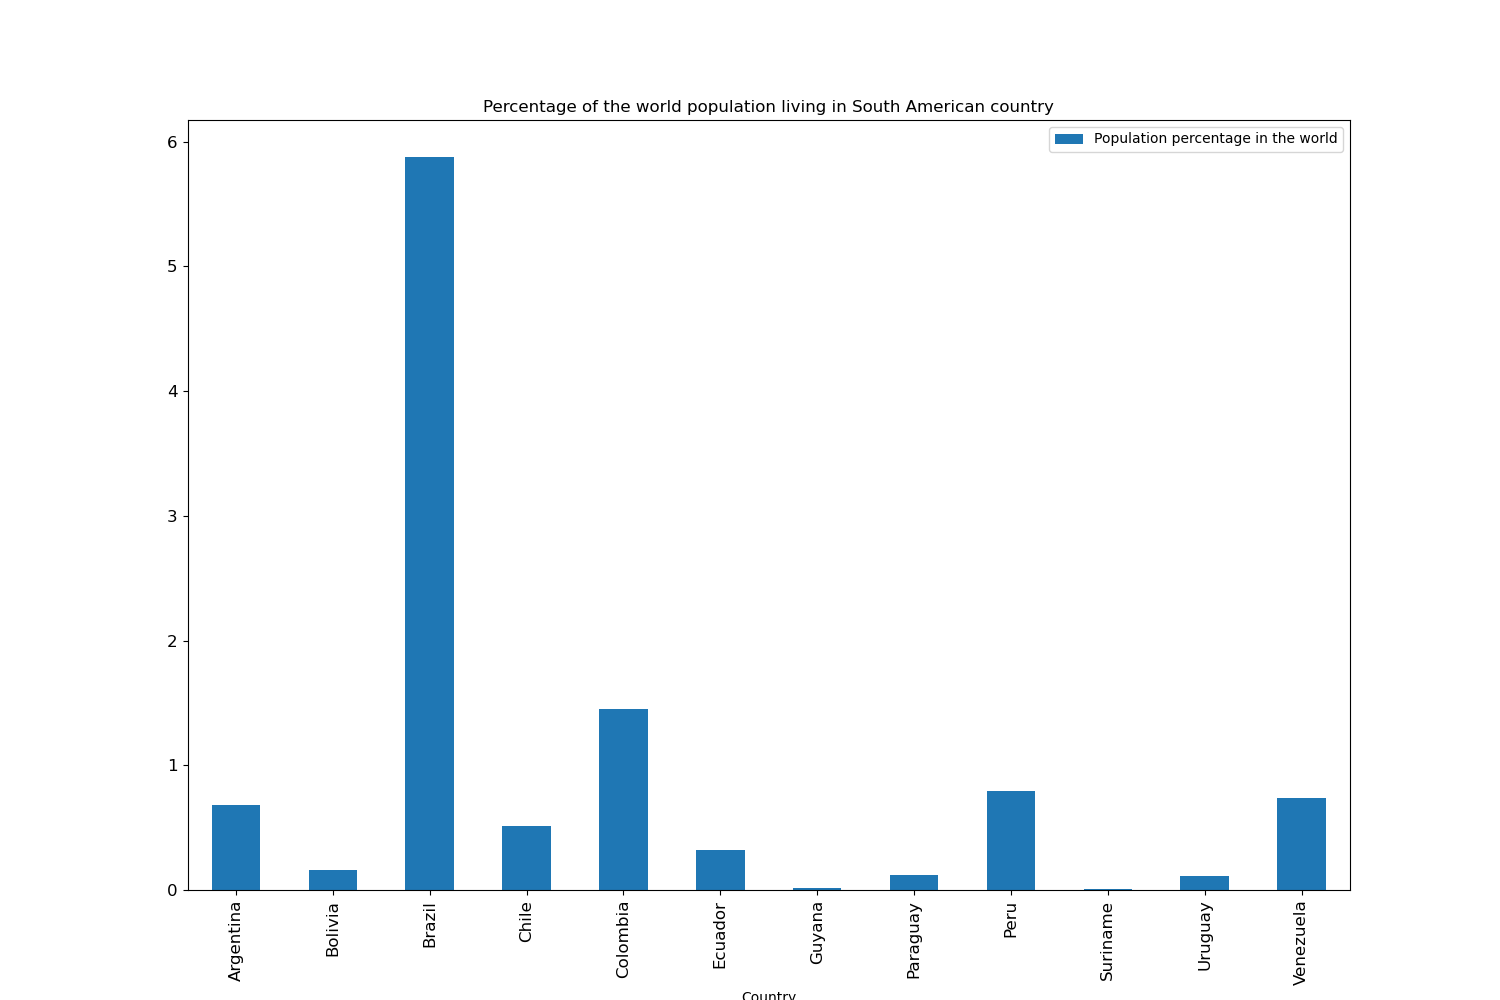 Percentage of the world population living in South American country
Population percentage in the world
6
5
4
3
2
1
0
Argentina
Bolivia
Brazil
Chile
Colombia
Ecuador
Guyana
Paraguay
Peru
Suriname
Uruguay
Venezuela
Country